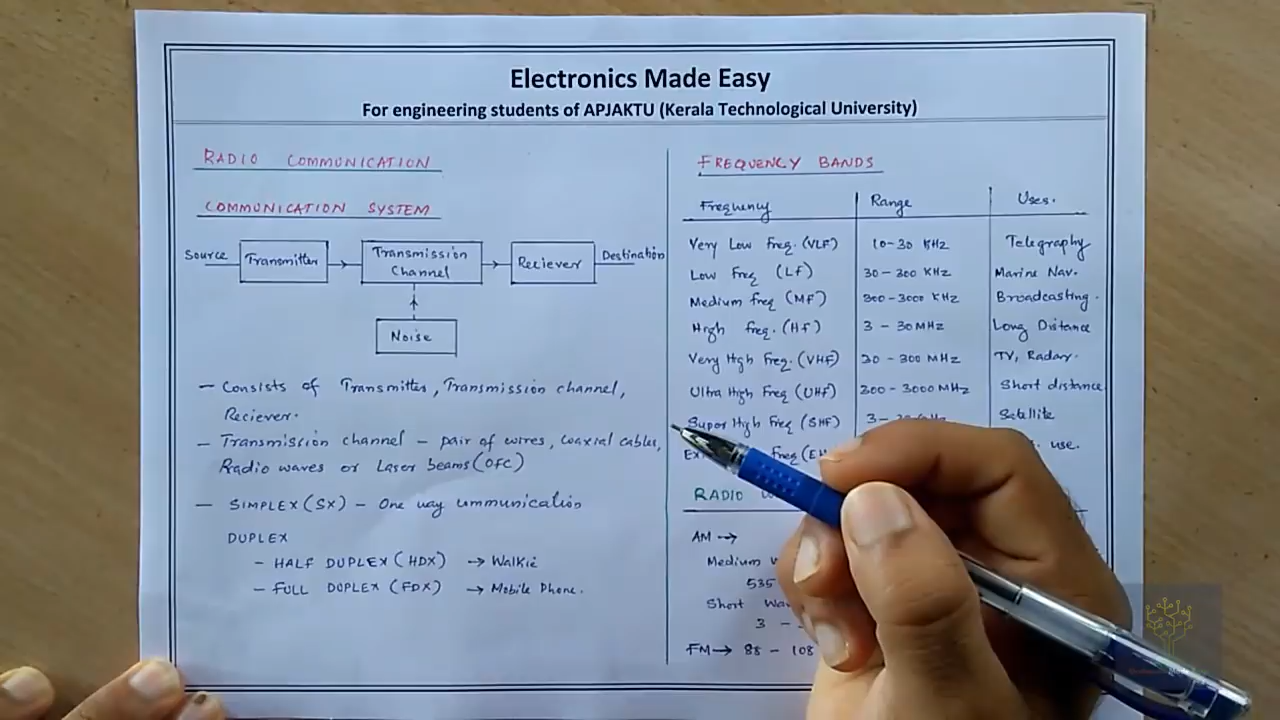 Electronics Made Easy
For engineering students of APJAKTU (Kerala Technological University)
RADIO COMMUNICATION
COMMUNICATION SYSTEM
Source Transmitter Transmission Channel Reciever Destination
Noise
– Consists of Transmitter, Transmission channel,
Reciever.
– Transmission channel – pair of wires, Coaxial cables,
Radio waves or Laser beams (OFC)
– SIMPLEX (SX) – One way communication
DUPLEX
– HALF DUPLEX (HDX) → Walkie
– FULL DUPLEX (FDX) → Mobile Phone.
FREQUENCY BANDS
Frequency Range Uses.
Very Low Freq. (VLF) 10-30 KHz Telegraphy
Low Freq (LF) 30-300 KHz Marine Nav.
Medium freq (MF) 300-3000 KHz Broadcasting.
High freq. (HF) 3 – 30 MHz Long Distance
Very High Freq. (VHF) 30 - 300 MHz TV, Radar.
Ultra High Freq (UHF) 300 - 3000 MHz Short distance
Super High Freq (SHF) 3 – Satellite
Freq use.
RADIO
AM →
Medium
535
Short
3 –
FM → 88 – 108